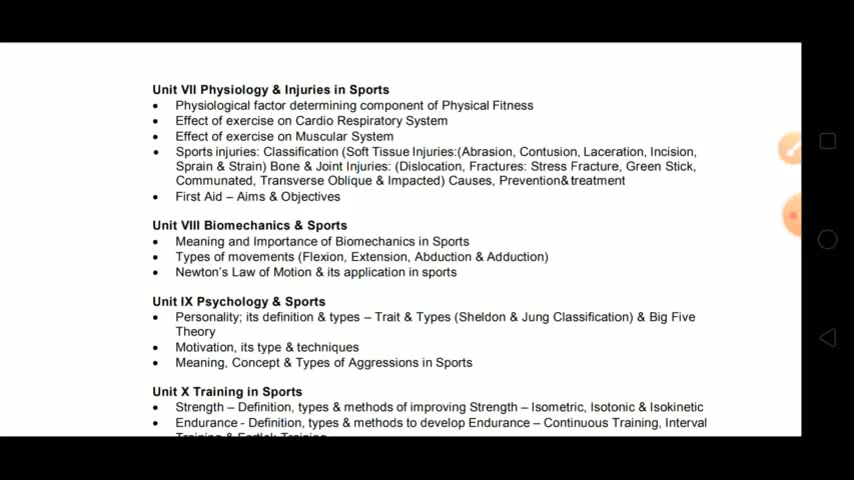 Unit VII Physiology & Injuries in Sports
• Physiological factor determining component of Physical Fitness
• Effect of exercise on Cardio Respiratory System
• Effect of exercise on Muscular System
• Sports injuries: Classification (Soft Tissue Injuries:(Abrasion, Contusion, Laceration, Incision,
Sprain & Strain) Bone & Joint Injuries: (Dislocation, Fractures: Stress Fracture, Green Stick,
Communated, Transverse Oblique & Impacted) Causes, Prevention& treatment
• First Aid – Aims & Objectives
Unit VIII Biomechanics & Sports
• Meaning and Importance of Biomechanics in Sports
• Types of movements (Flexion, Extension, Abduction & Adduction)
• Newton's Law of Motion & its application in sports
Unit IX Psychology & Sports
• Personality; its definition & types – Trait & Types (Sheldon & Jung Classification) & Big Five
Theory
• Motivation, its type & techniques
• Meaning, Concept & Types of Aggressions in Sports
Unit X Training in Sports
• Strength – Definition, types & methods of improving Strength – Isometric, Isotonic & Isokinetic
• Endurance - Definition, types & methods to develop Endurance – Continuous Training, Interval
Training & Fartlek Training